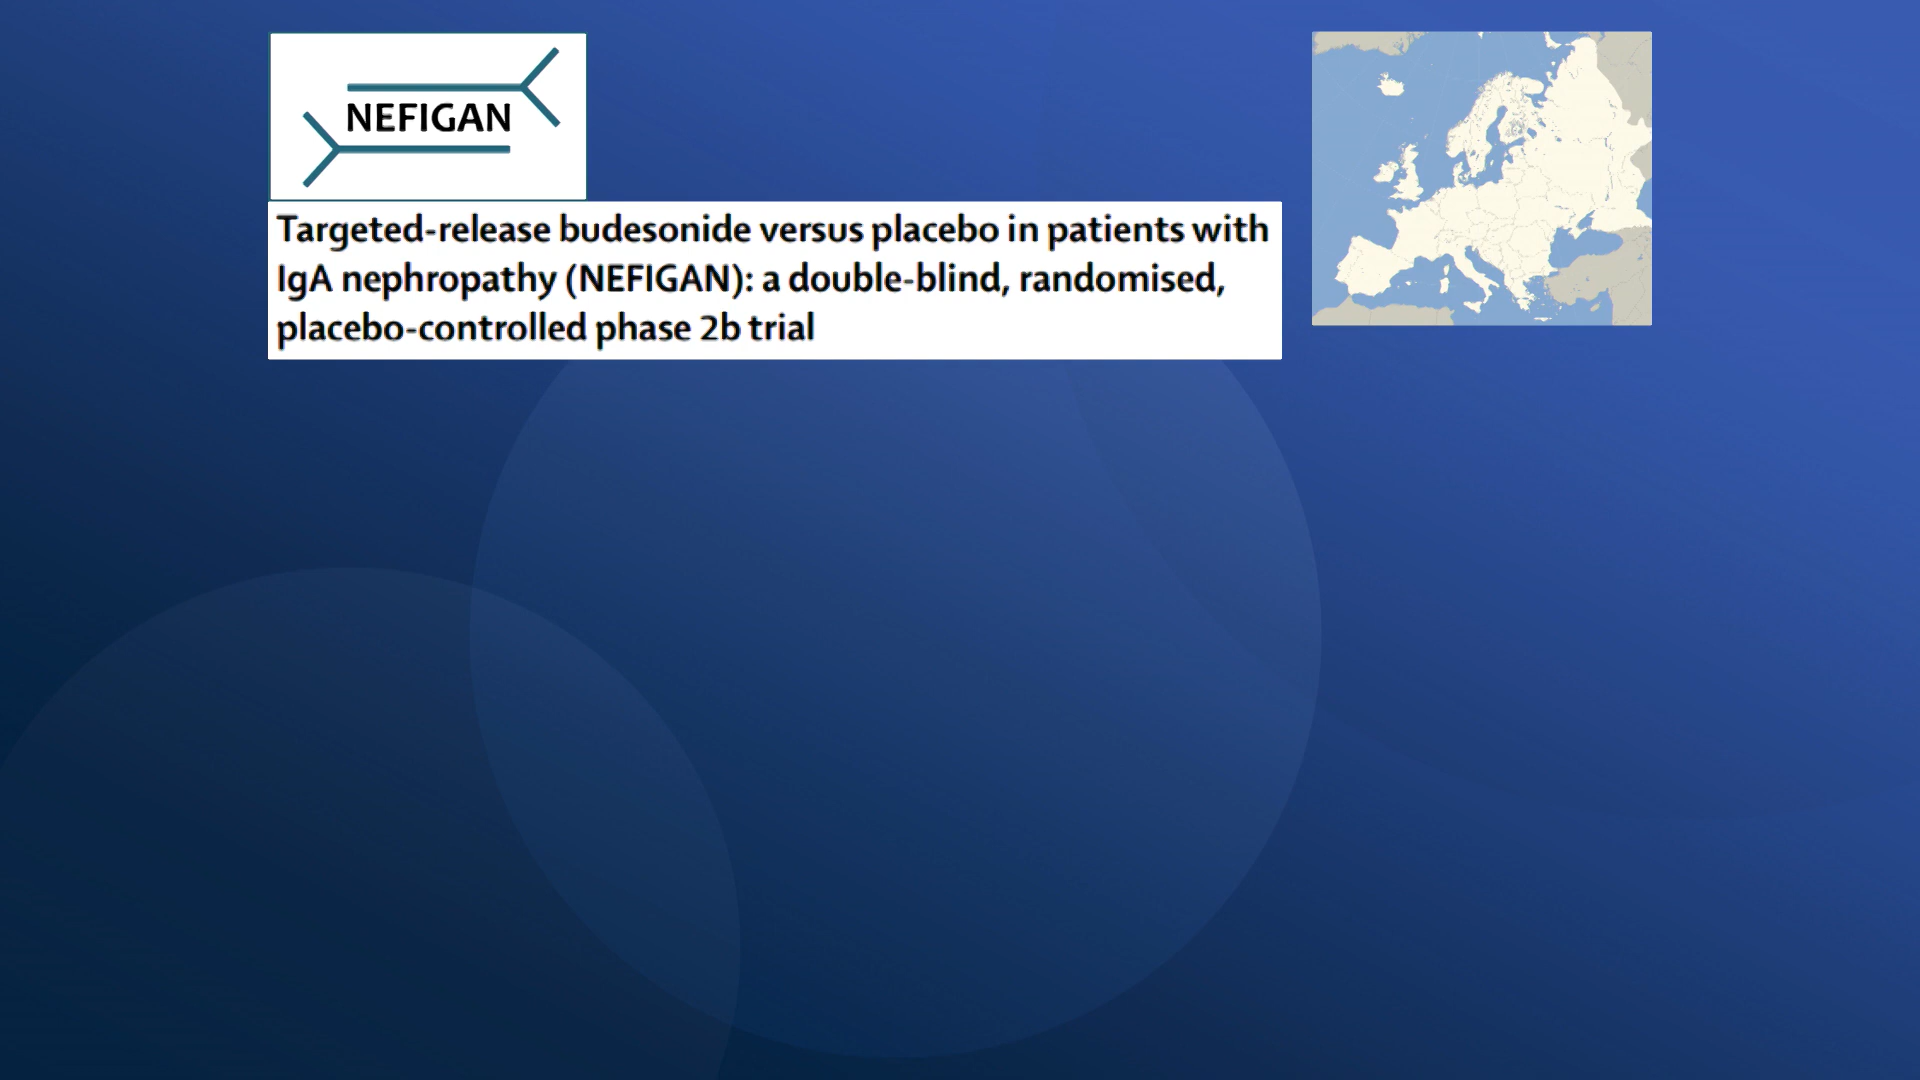 NEFIGAN
Targeted-release budesonide versus placebo in patients with
IgA nephropathy (NEFIGAN): a double-blind, randomised,
placebo-controlled phase 2b trial